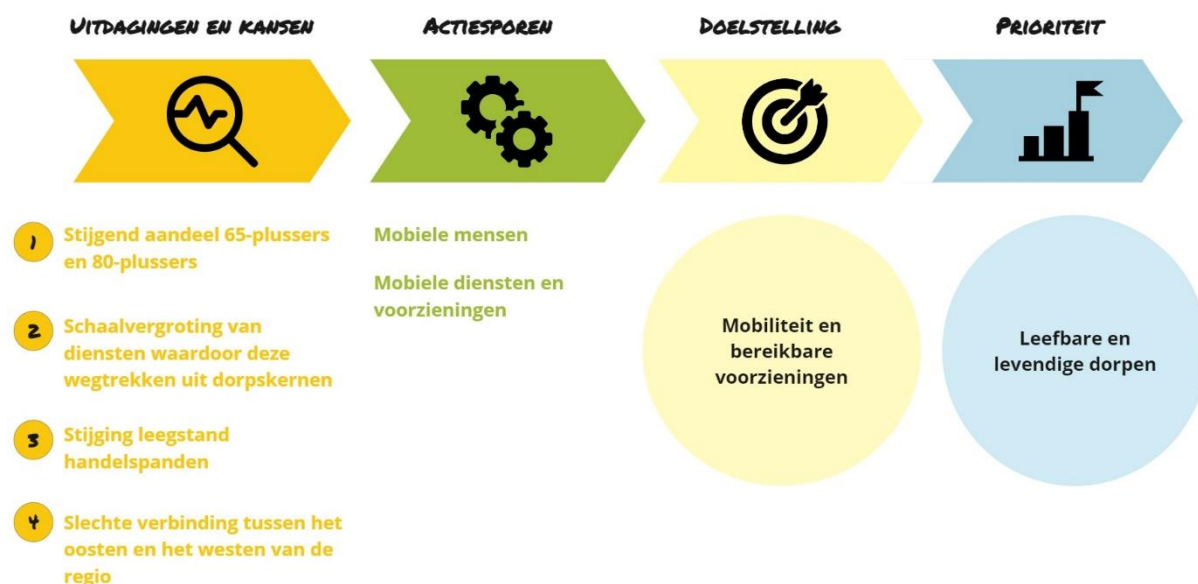 UITDAGINGEN EN KANSEN
ACTIESPOREN
DOELSTELLING
PRIORITEIT
1 Stijgend aandeel 65-plussers
en 80-plussers
2 Schaalvergroting van
diensten waardoor deze
wegtrekken uit dorpskernen
3 Stijging leegstand
handelspanden
4 Slechte verbinding tussen het
oosten en het westen van de
regio
Mobiele mensen
Mobiele diensten en
voorzieningen
Mobiliteit en
bereikbare
voorzieningen
Leefbare en
levendige dorpen